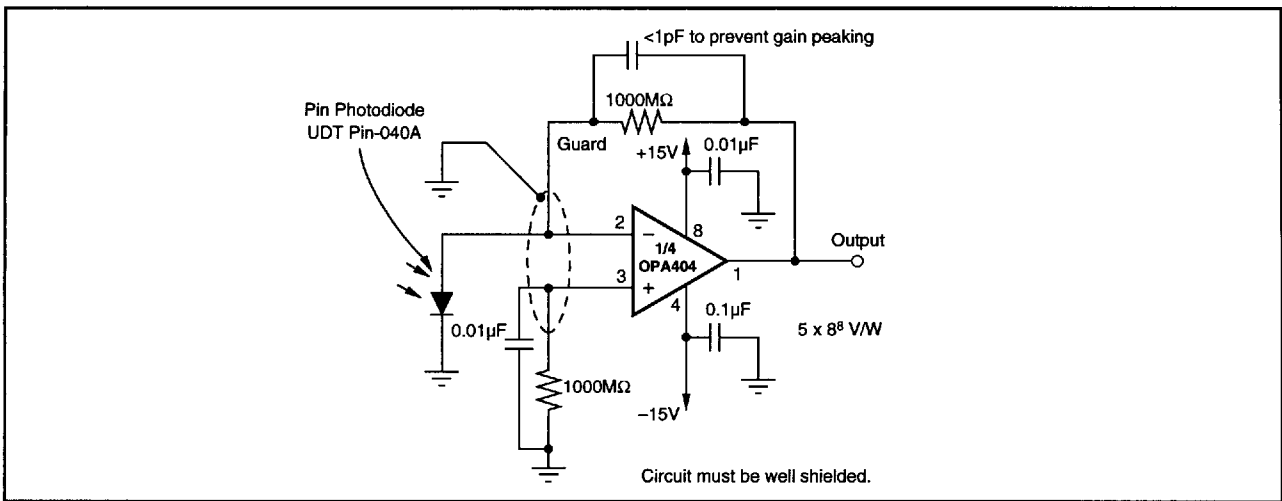 <1pF to prevent gain peaking
1000MΩ
Pin Photodiode
UDT Pin-040A
Guard
+15V
0.01µF
2
–
8
1/4
OPA404
Output
1
3
+
4
0.01µF
0.1µF
5 x 8⁸ V/W
1000MΩ
–15V
Circuit must be well shielded.